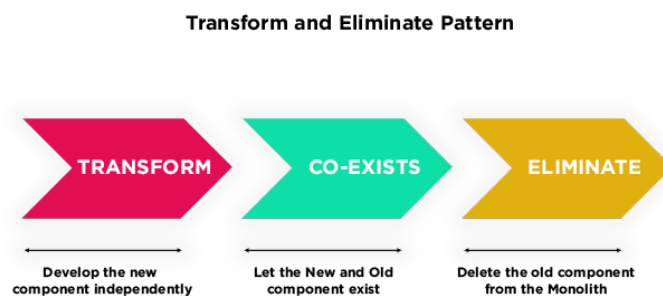 Transform and Eliminate Pattern
TRANSFORM
CO-EXISTS
ELIMINATE
Develop the new
component independently
Let the New and Old
component exist
Delete the old component
from the Monolith